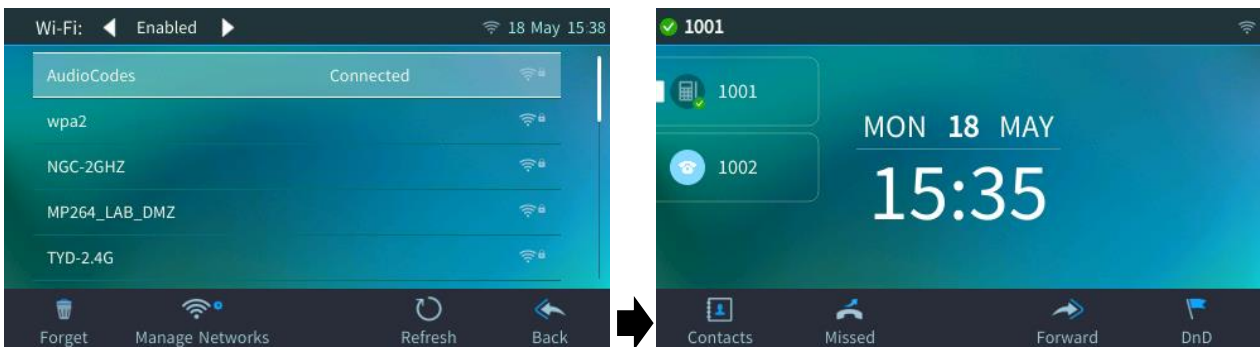 Wi-Fi: Enabled 18 May 15:38
AudioCodes Connected
wpa2
NGC-2GHZ
MP264_LAB_DMZ
TYD-2.4G
Forget Manage Networks Refresh Back
1001
1001
1002
MON 18 MAY
15:35
Contacts Missed Forward DnD